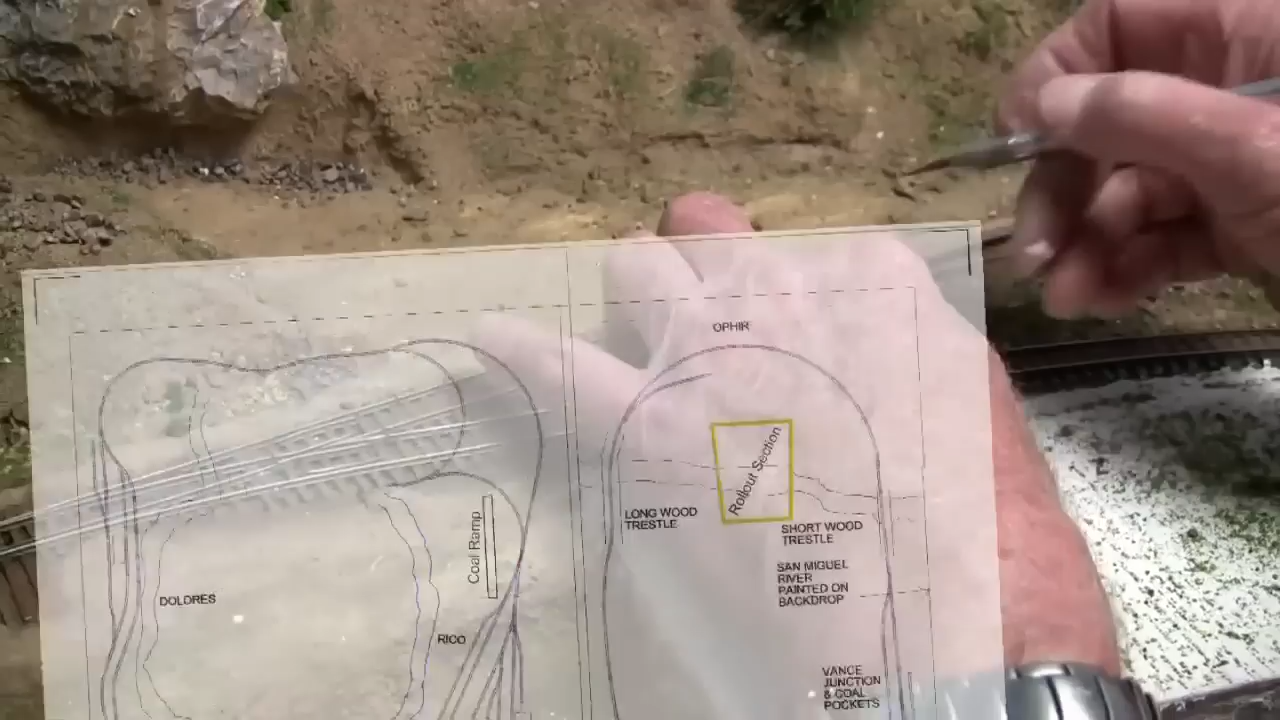 OPHIR
Rollout Section
LONG WOOD
TRESTLE
SHORT WOOD
TRESTLE
Coal Ramp
SAN MIGUEL
RIVER
PAINTED ON
BACKDROP
DOLORES
RICO
VANCE
JUNCTION
& COAL
POCKETS